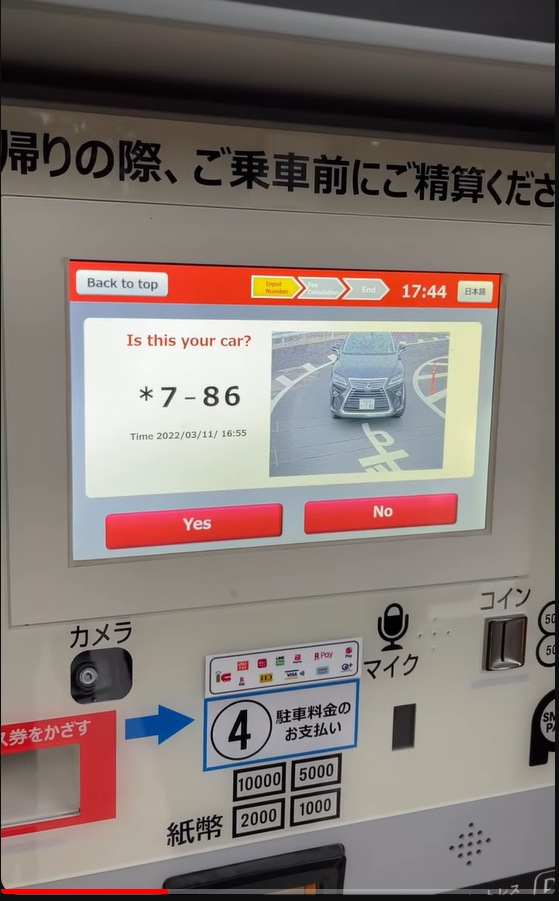 帰りの際、ご乗車前にご精算くださ
Back to top
Input
Number
Fee
Calculation
End
17:44
日本語
Is this your car?
*7-86
Time 2022/03/11/ 16:55
Yes
No
カメラ
マイク
コイン
R Pay
VISA
iD
券をかざす
4
駐車料金の
お支払い
紙幣
10000 5000
2000 1000